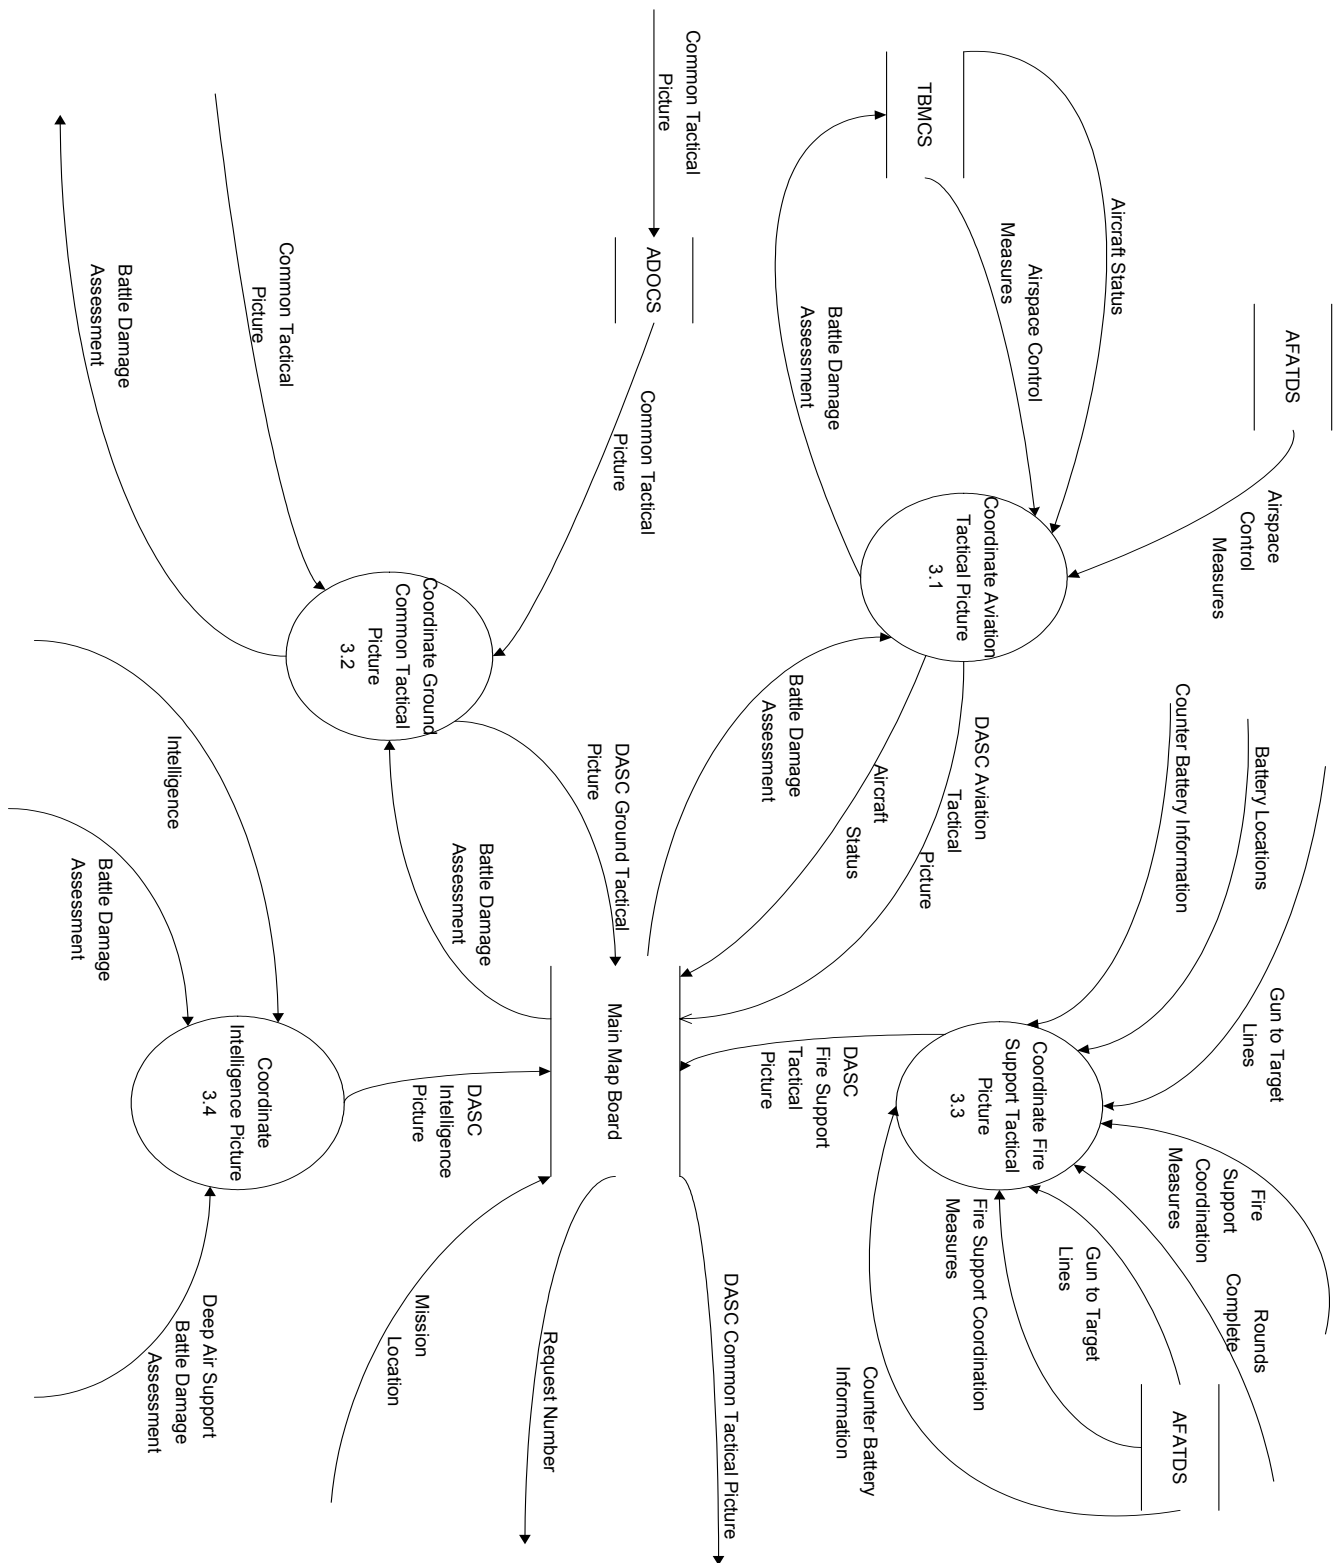 AFATDS
Airspace
Control
Measures
Aircraft Status
TBMCS
Airspace Control
Measures
Battle Damage
Assessment
Coordinate Aviation
Tactical Picture
3.1
Common Tactical
Picture
ADOCS
Common Tactical
Picture
Common Tactical
Picture
Battle Damage
Assessment
Coordinate Ground
Common Tactical
Picture
3.2
Battle Damage
Assessment
Aircraft
Status
DASC Aviation
Tactical
Picture
DASC Ground Tactical
Picture
Battle Damage
Assessment
Intelligence
Battle Damage
Assessment
Counter Battery Information
Battery Locations
Gun to Target
Lines
Coordinate Fire
Support Tactical
Picture
3.3
Fire
Support
Coordination
Measures
Rounds
Complete
Gun to Target
Lines
Fire Support Coordination
Measures
AFATDS
Counter Battery
Information
DASC
Fire Support
Tactical
Picture
Main Map Board
DASC
Intelligence
Picture
Coordinate
Intelligence Picture
3.4
DASC Common Tactical Picture
Request Number
Mission
Location
Deep Air Support
Battle Damage
Assessment